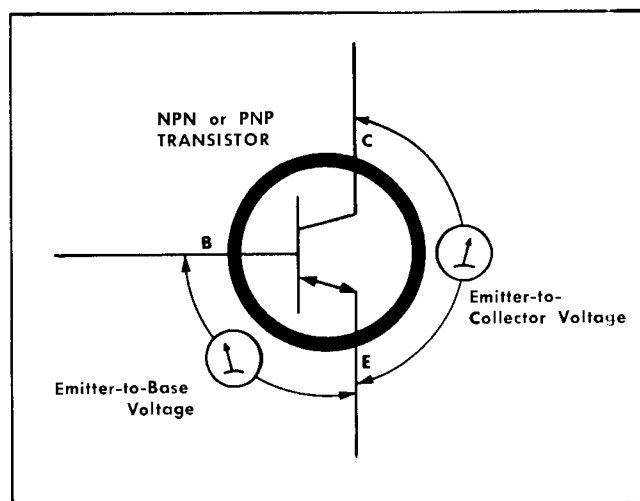 NPN or PNP
TRANSISTOR
C
B
Emitter-to-
Collector Voltage
E
Emitter-to-Base
Voltage